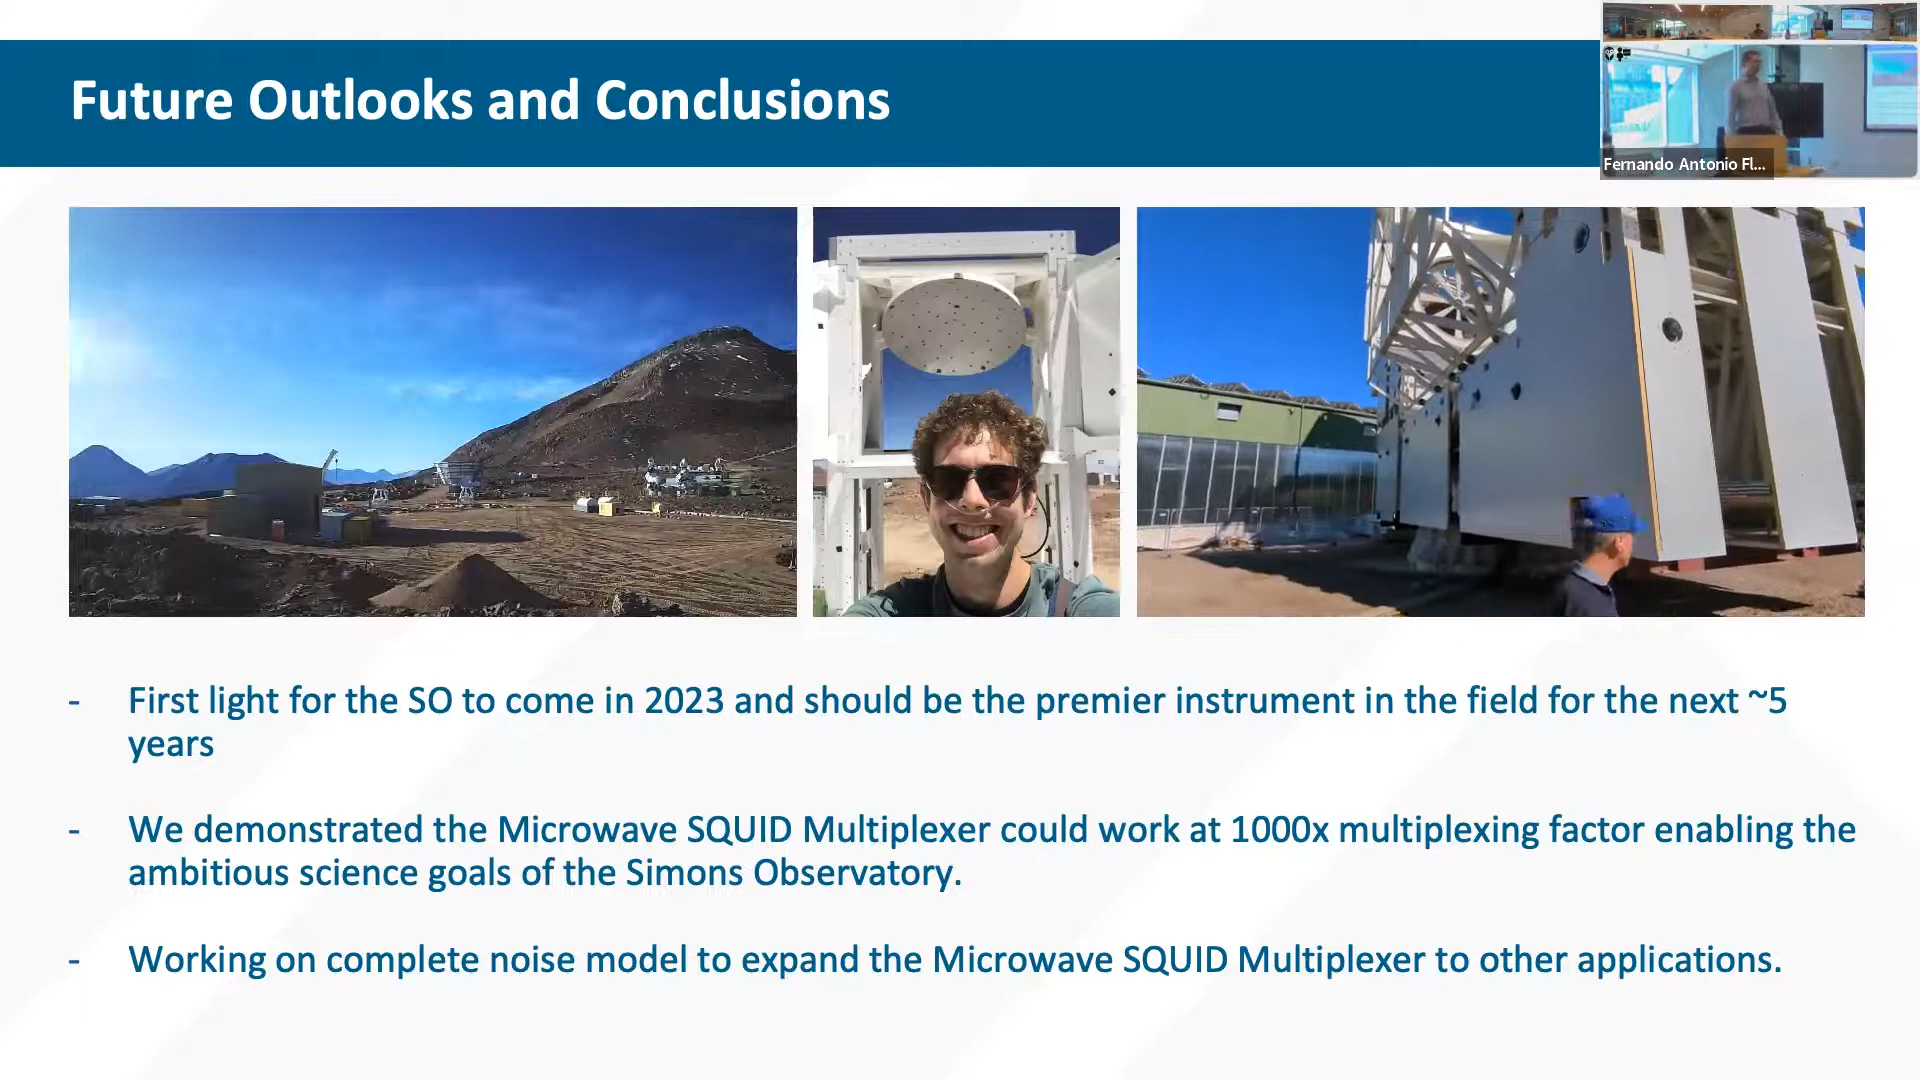 Future Outlooks and Conclusions
Fernando Antonio Fl...
- First light for the SO to come in 2023 and should be the premier instrument in the field for the next ~5
years
- We demonstrated the Microwave SQUID Multiplexer could work at 1000x multiplexing factor enabling the
ambitious science goals of the Simons Observatory.
- Working on complete noise model to expand the Microwave SQUID Multiplexer to other applications.